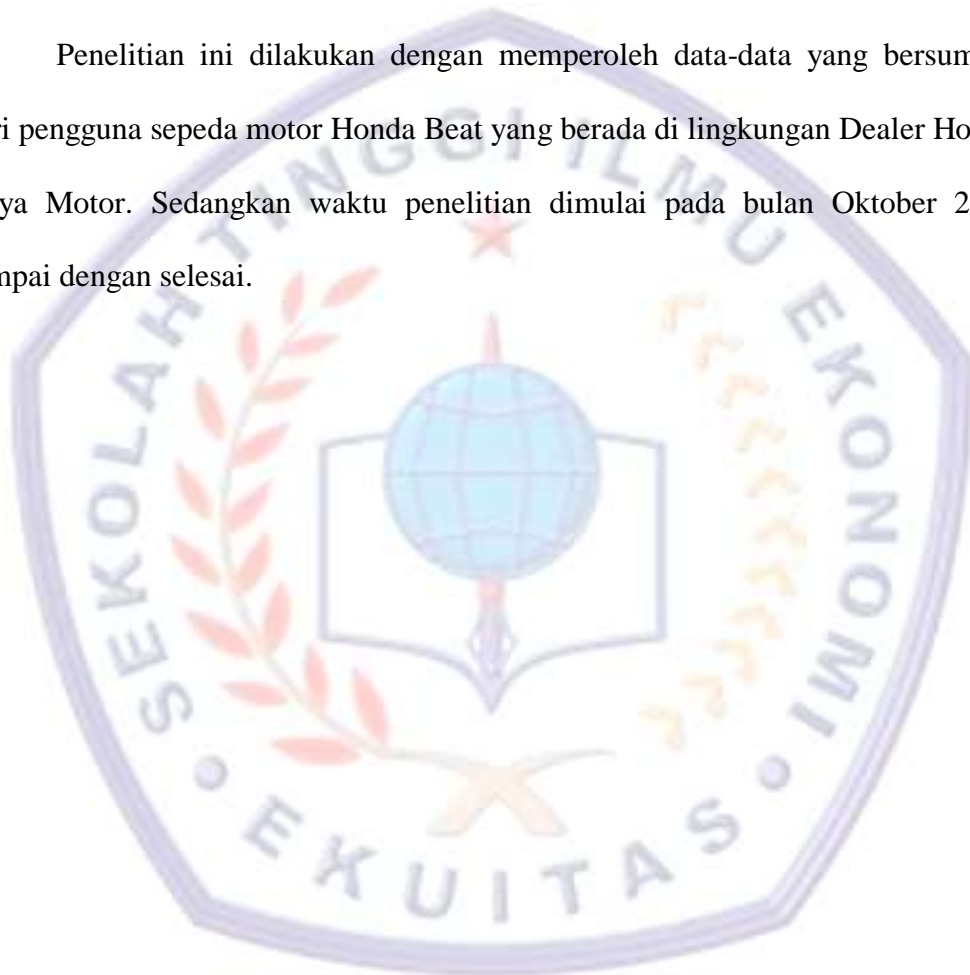 Penelitian ini dilakukan dengan memperoleh data-data yang bersum
ri pengguna sepeda motor Honda Beat yang berada di lingkungan Dealer Ho
ya Motor. Sedangkan waktu penelitian dimulai pada bulan Oktober 2
mpai dengan selesai.
SEKOLAH TINGGI ILMU EKONOMI
EKUITAS